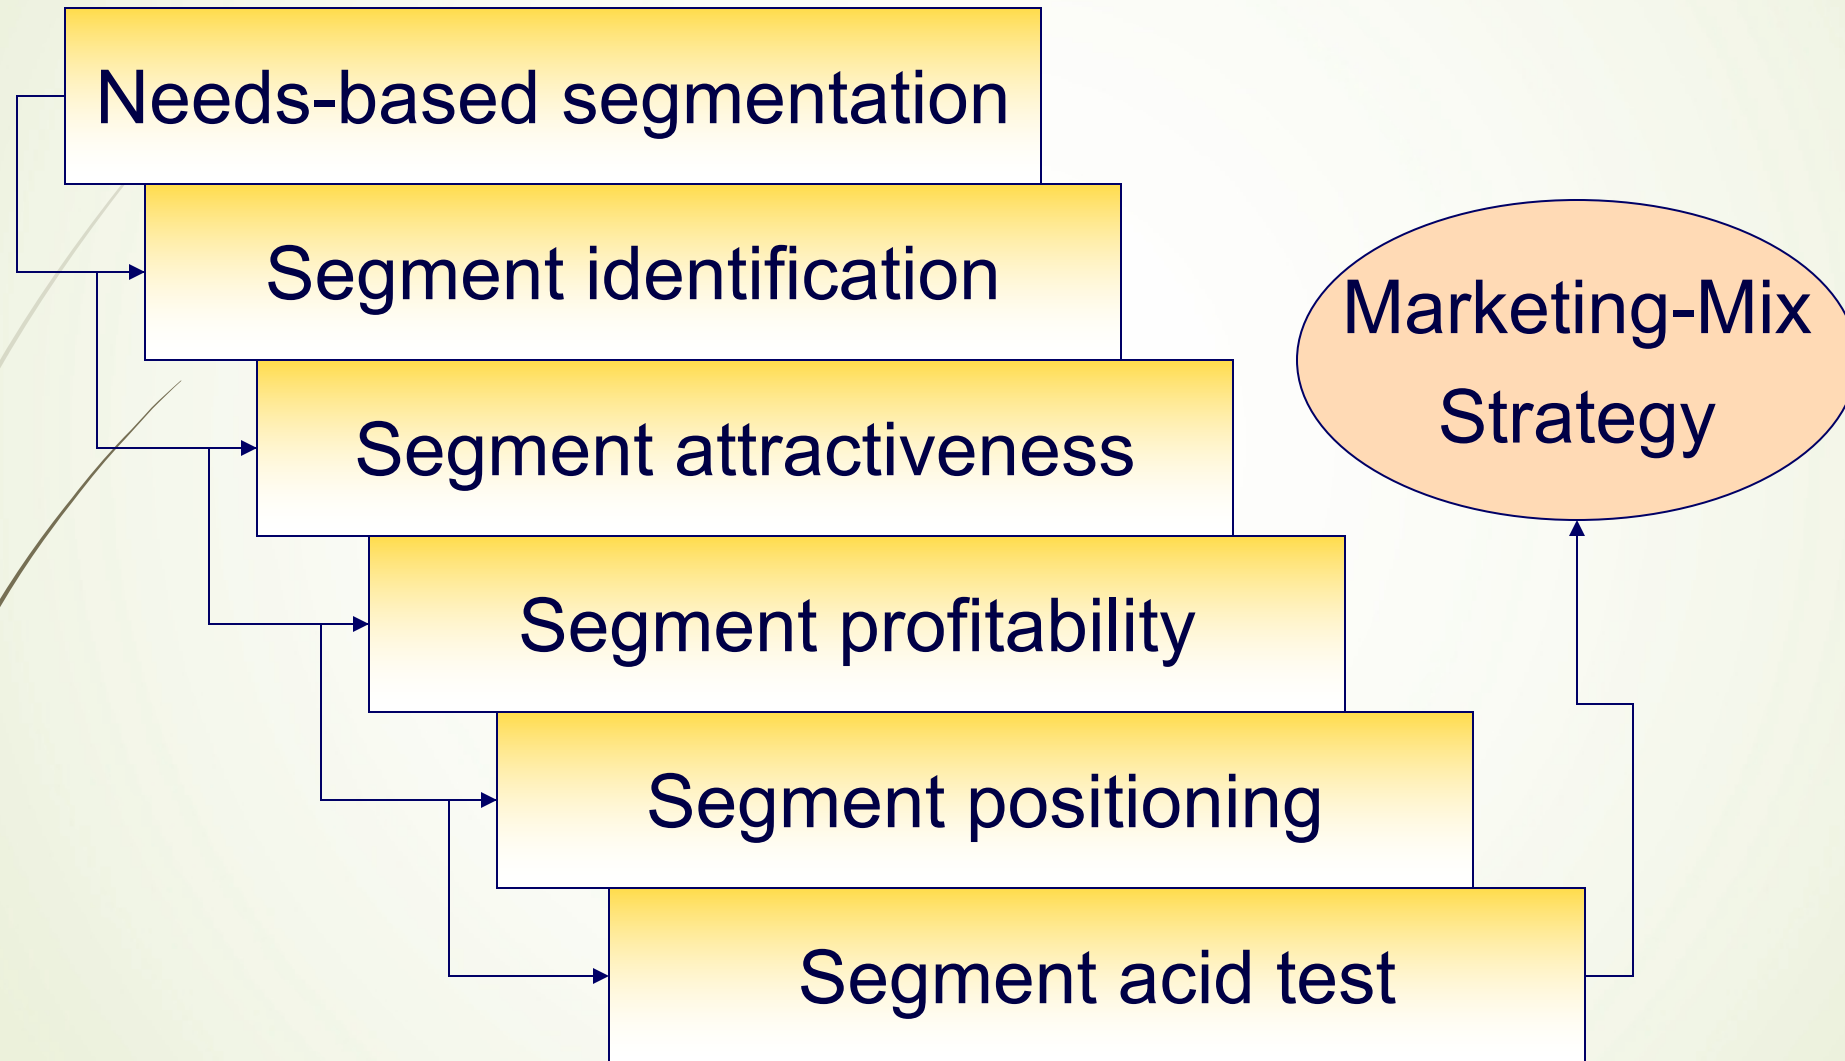 Needs-based segmentation
Segment identification
Segment attractiveness
Segment profitability
Segment positioning
Segment acid test
Marketing-Mix
Strategy